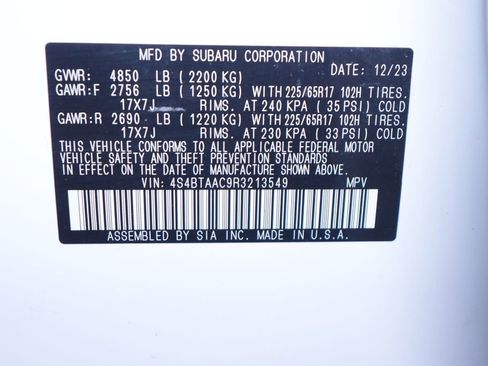 MFD BY SUBARU CORPORATION
GVWR: 4850 LB (2200 KG) DATE: 12/23
GAWR:F 2756 LB (1250 KG) WITH 225/65R17 102H TIRES.
17X7J RIMS. AT 240 KPA (35 PSI) COLD
GAWR:R 2690 LB (1220 KG) WITH 225/65R17 102H TIRES.
17X7J RIMS. AT 230 KPA (33 PSI) COLD
THIS VEHICLE CONFORMS TO ALL APPLICABLE FEDERAL MOTOR
VEHICLE SAFETY AND THEFT PREVENTION STANDARDS
IN EFFECT ON THE DATE OF MANUFACTURE SHOWN ABOVE.
VIN: 4S4BTAAC9R3213549 MPV
ASSEMBLED BY SIA INC. MADE IN U.S.A.